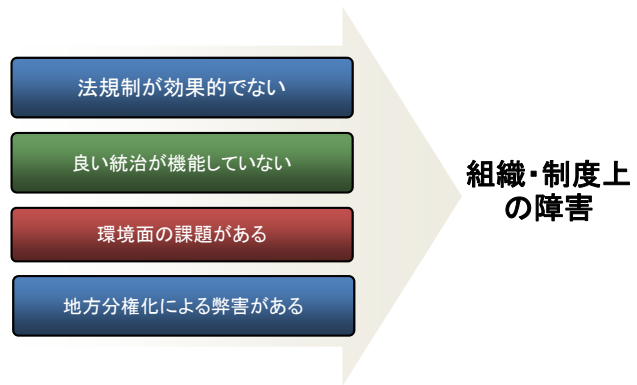 法規制が効果的でない
良い統治が機能していない
環境面の課題がある
地方分権化による弊害がある
組織・制度上
の障害